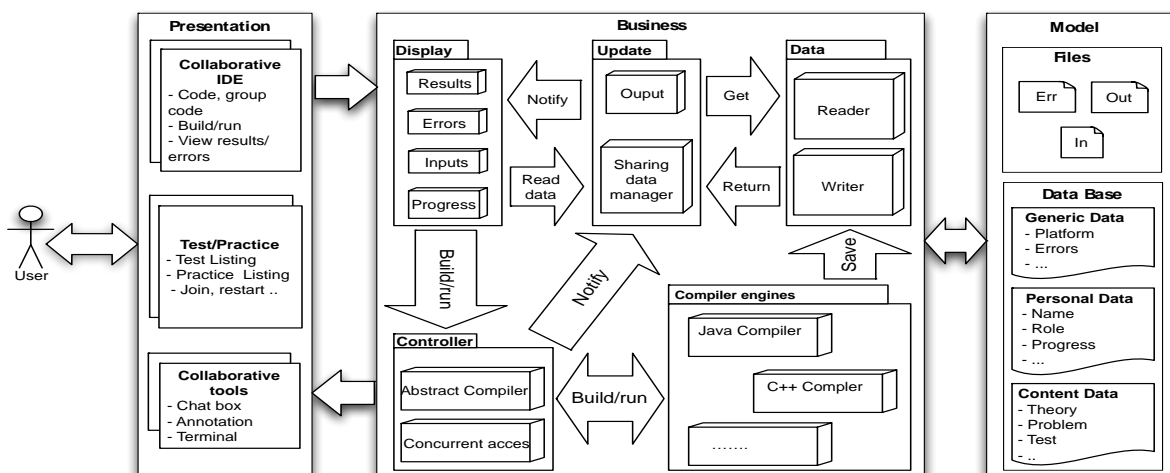 Presentation
Collaborative
IDE
- Code, group
code
- Build/run
- View results/
errors
Test/Practice
- Test Listing
- Practice Listing
- Join, restart ..
Collaborative
tools
- Chat box
- Annotation
- Terminal
User
Business
Display
Results
Errors
Inputs
Progress
Notify
Read
data
Update
Ouput
Sharing
data
manager
Get
Return
Data
Reader
Writer
Build/run
Notify
Save
Controller
Abstract Compiler
Concurrent acces
Build/run
Compiler engines
Java Compiler
C++ Compler
.......
Model
Files
Err
Out
In
Data Base
Generic Data
- Platform
- Errors
- ...
Personal Data
- Name
- Role
- Progress
- ...
Content Data
- Theory
- Problem
- Test
- ..